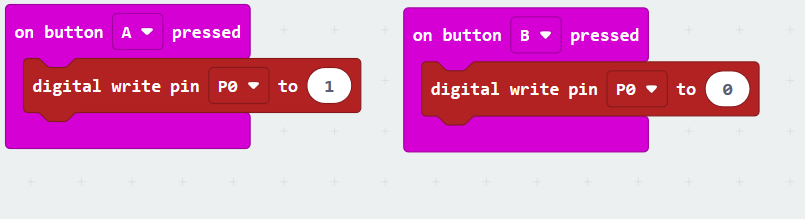 on button A pressed
digital write pin P0 to 1
on button B pressed
digital write pin P0 to 0